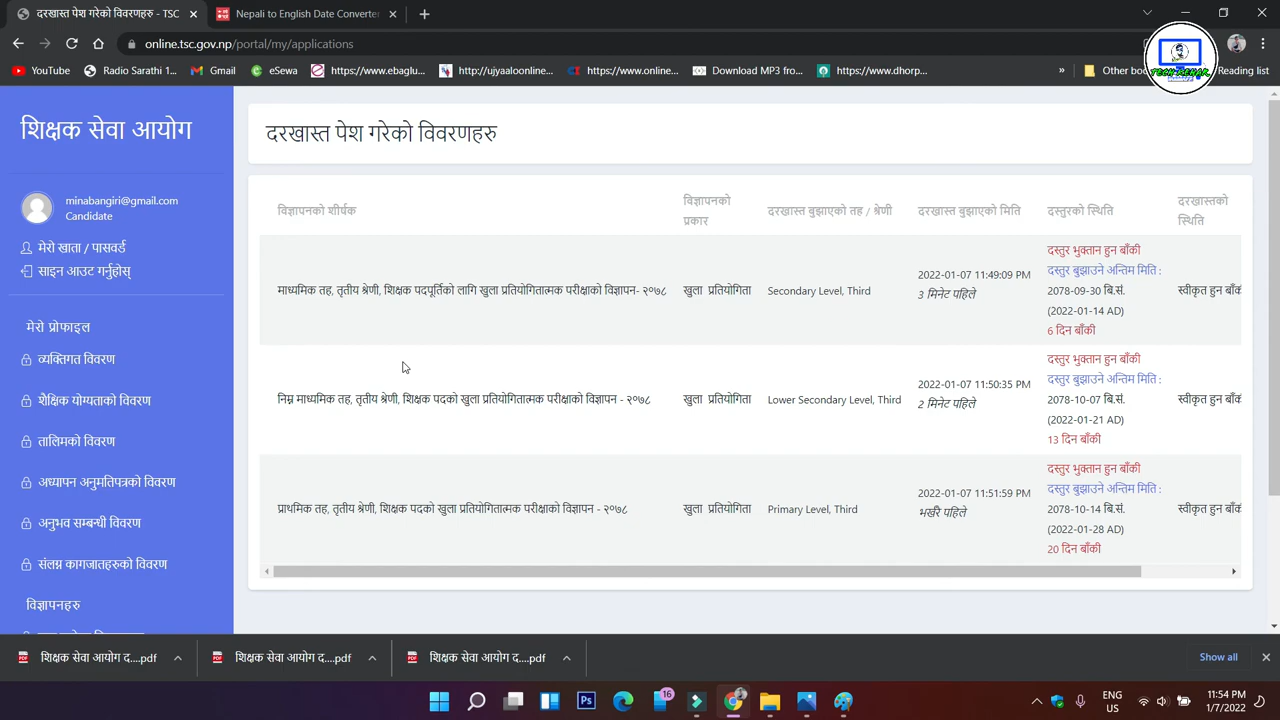 दरखास्त पेश गरेको विवरणहरु - TSC
Nepali to English Date Converter
online.tsc.gov.np/portal/my/applications
YouTube
Radio Sarathi 1...
Gmail
eSewa
https://www.ebaglu...
http://ujyaaloonline...
https://www.online...
Download MP3 from...
Other boo
Reading list
शिक्षक सेवा आयोग
minabangiri@gmail.com
Candidate
मेरो खाता / पासवर्ड
साइन आउट गर्नुहोस्
मेरो प्रोफाइल
व्यक्तिगत विवरण
शैक्षिक योग्यताको विवरण
तालिमको विवरण
अध्यापन अनुमतिपत्रको विवरण
अनुभव सम्बन्धी विवरण
संलग्न कागजातहरुको विवरण
विज्ञापनहरु
दरखास्त पेश गरेको विवरणहरु
विज्ञापनको शीर्षक
विज्ञापनको
प्रकार
दरखास्त बुझाएको तह / श्रेणी
दरखास्त बुझाएको मिति
दस्तुरको स्थिति
दरखास्तको
स्थिति
माध्यमिक तह, तृतीय श्रेणी, शिक्षक पदपूर्तिको लागि खुला प्रतियोगितात्मक परीक्षाको विज्ञापन- २०७८
खुला प्रतियोगिता
Secondary Level, Third
2022-01-07 11:49:09 PM
3 मिनेट पहिले
दस्तुर भुक्तान हुन बाँकी
दस्तुर बुझाउने अन्तिम मिति :
2078-09-30 बि.सं.
(2022-01-14 AD)
6 दिन बाँकी
स्वीकृत हुन बाँकी
निम्न माध्यमिक तह, तृतीय श्रेणी, शिक्षक पदको खुला प्रतियोगितात्मक परीक्षाको विज्ञापन - २०७८
खुला प्रतियोगिता
Lower Secondary Level, Third
2022-01-07 11:50:35 PM
2 मिनेट पहिले
दस्तुर भुक्तान हुन बाँकी
दस्तुर बुझाउने अन्तिम मिति :
2078-10-07 बि.सं.
(2022-01-21 AD)
13 दिन बाँकी
स्वीकृत हुन बाँकी
प्राथमिक तह, तृतीय श्रेणी, शिक्षक पदको खुला प्रतियोगितात्मक परीक्षाको विज्ञापन - २०७८
खुला प्रतियोगिता
Primary Level, Third
2022-01-07 11:51:59 PM
भर्खरै पहिले
दस्तुर भुक्तान हुन बाँकी
दस्तुर बुझाउने अन्तिम मिति :
2078-10-14 बि.सं.
(2022-01-28 AD)
20 दिन बाँकी
स्वीकृत हुन बाँकी
शिक्षक सेवा आयोग द....pdf
शिक्षक सेवा आयोग द....pdf
शिक्षक सेवा आयोग द....pdf
Show all
16
ENG
US
11:54 PM
1/7/2022